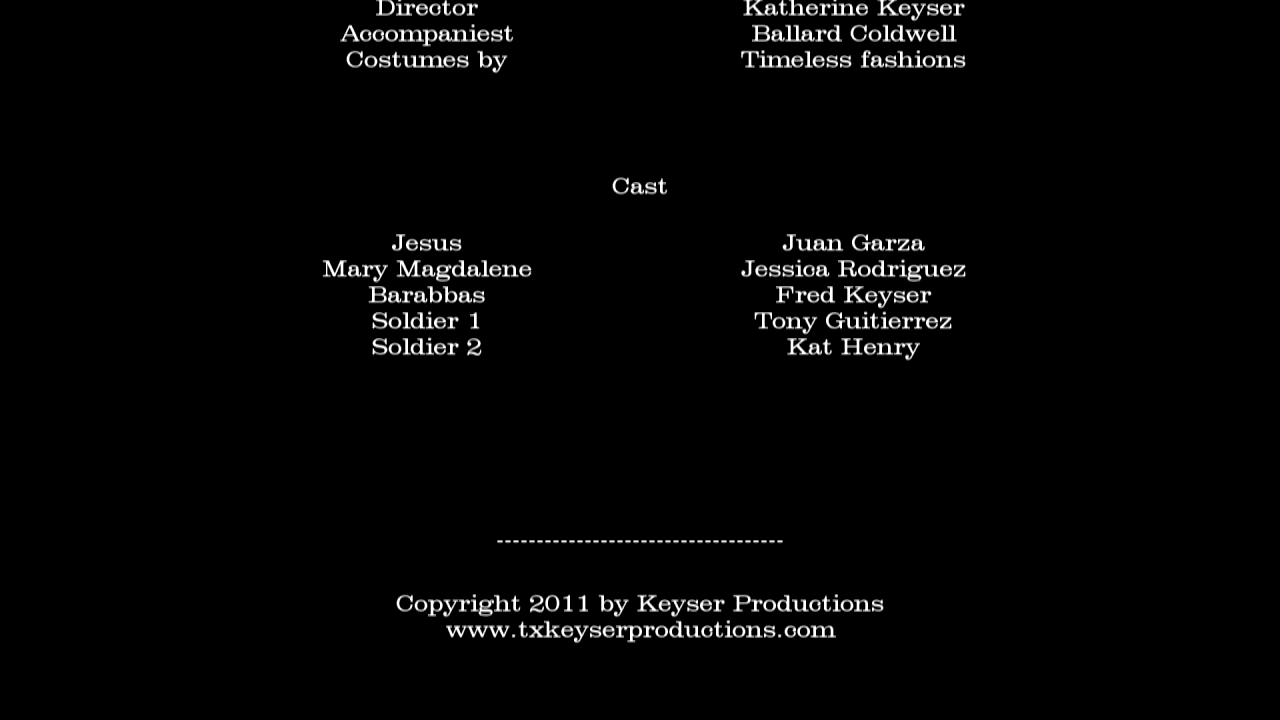 Director Katherine Keyser
Accompaniest Ballard Coldwell
Costumes by Timeless fashions
Cast
Jesus Juan Garza
Mary Magdalene Jessica Rodriguez
Barabbas Fred Keyser
Soldier 1 Tony Guitierrez
Soldier 2 Kat Henry
------------------------------------
Copyright 2011 by Keyser Productions
www.txkeyserproductions.com